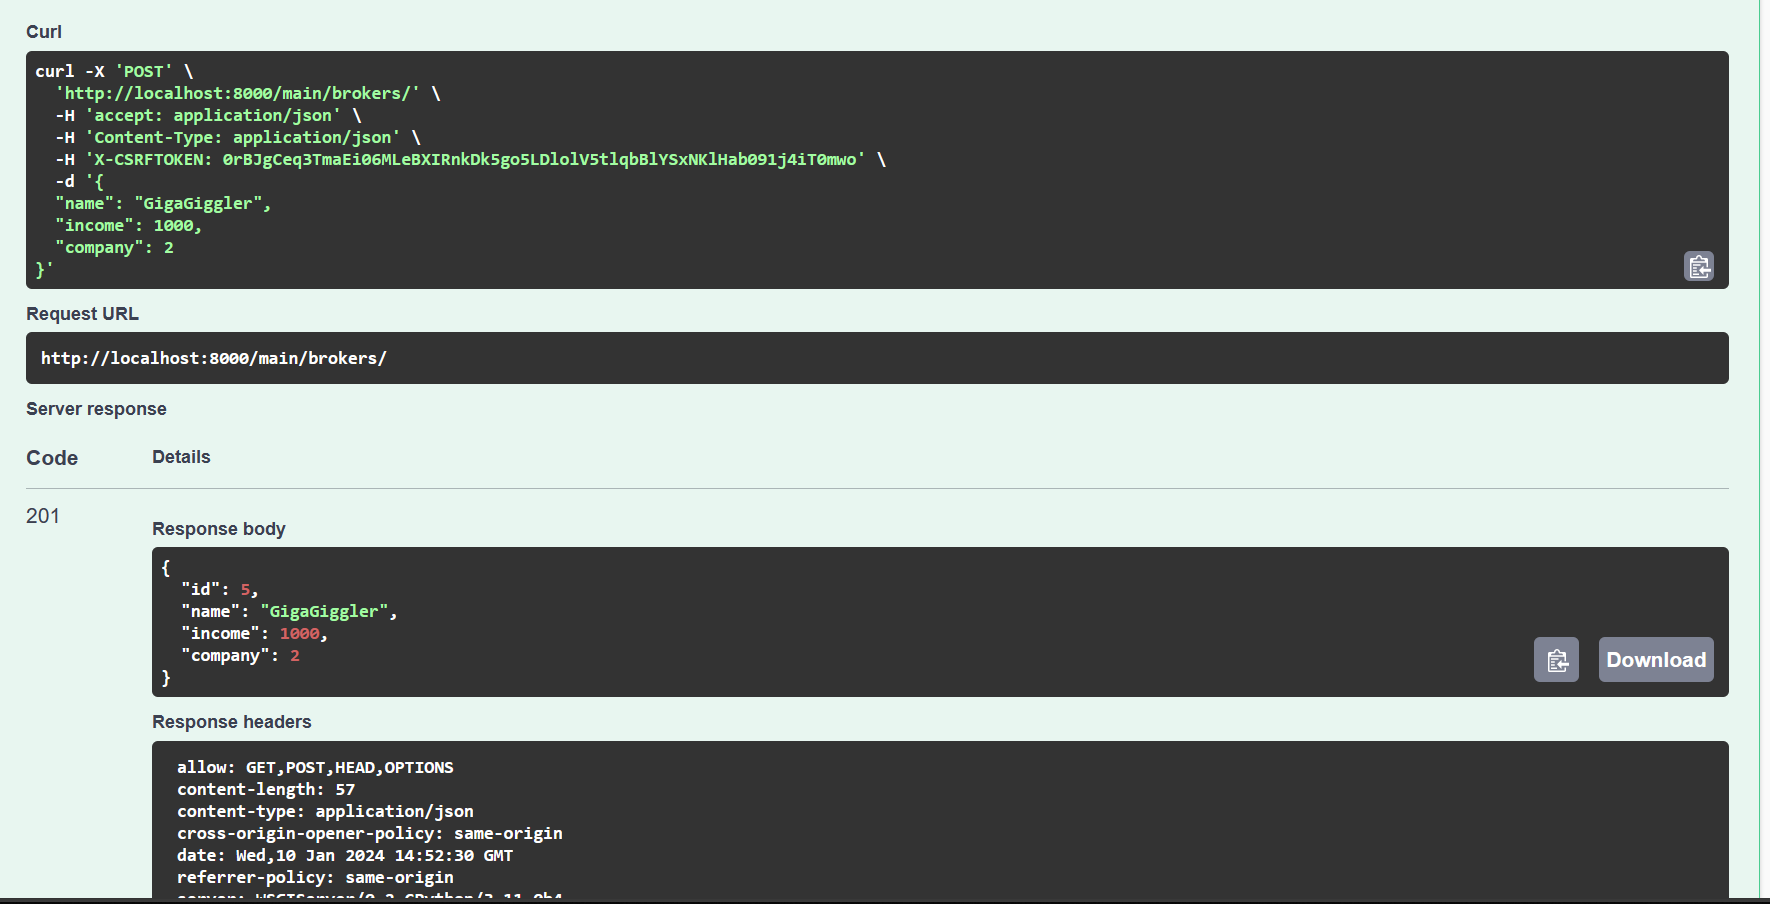 Curl
curl -X 'POST' \
'http://localhost:8000/main/brokers/' \
-H 'accept: application/json' \
-H 'Content-Type: application/json' \
-H 'X-CSRFTOKEN: 0rBJgCeq3TmaEi06MLeBXIRnkDk5go5LDlolV5tlqbBlYSxNKlHab091j4iT0mwo' \
-d '{
"name": "GigaGiggler",
"income": 1000,
"company": 2
}'
Request URL
http://localhost:8000/main/brokers/
Server response
Code Details
201
Response body
{
"id": 5,
"name": "GigaGiggler",
"income": 1000,
"company": 2
}
Download
Response headers
allow: GET,POST,HEAD,OPTIONS
content-length: 57
content-type: application/json
cross-origin-opener-policy: same-origin
date: Wed,10 Jan 2024 14:52:30 GMT
referrer-policy: same-origin